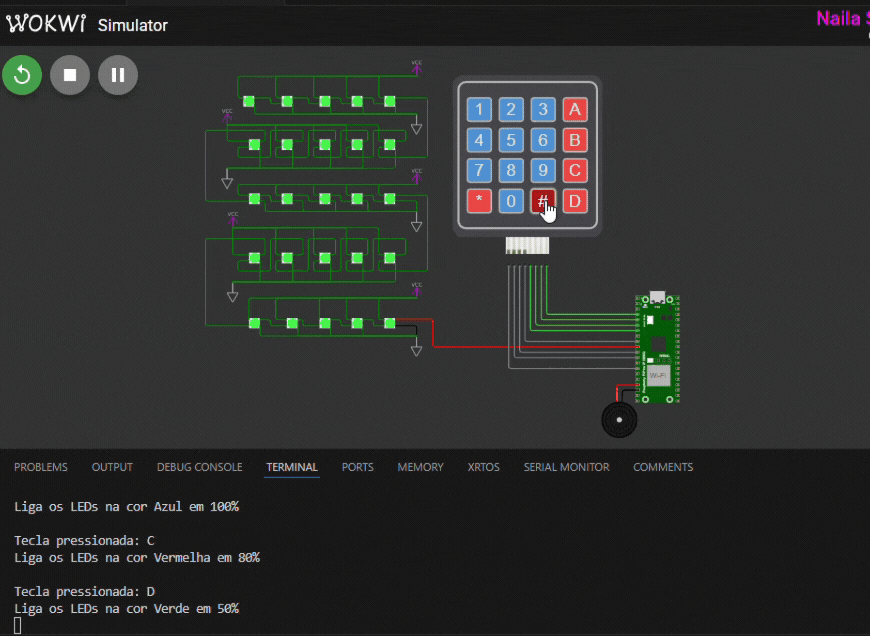 WOKWi Simulator
Naila S
VCC
1 2 3 A
VCC
4 5 6 B
VCC
7 8 9 C
* 0 # D
VCC
VCC
Wi-Fi
PROBLEMS OUTPUT DEBUG CONSOLE TERMINAL PORTS MEMORY XRTOS SERIAL MONITOR COMMENTS
Liga os LEDs na cor Azul em 100%
Tecla pressionada: C
Liga os LEDs na cor Vermelha em 80%
Tecla pressionada: D
Liga os LEDs na cor Verde em 50%